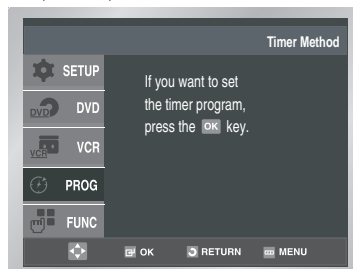 Timer Method
SETUP
DVD DVD
VCR VCR
PROG
FUNC
If you want to set
the timer program,
press the OK key.
OK RETURN MENU